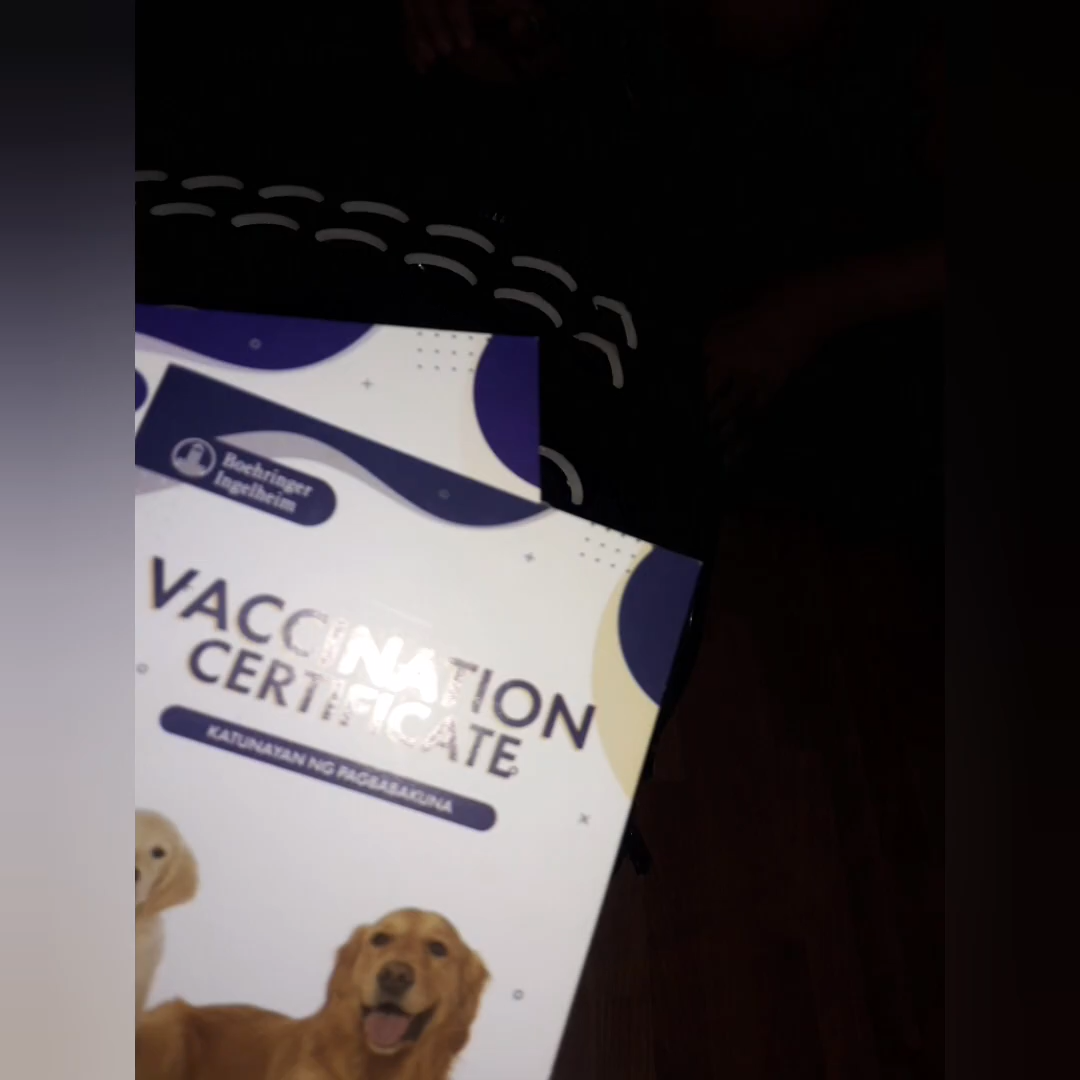 Boehringer
Ingelheim
VACCINATION
CERTIFICATE
KATUNAYAN NG PAGBABAKUNA